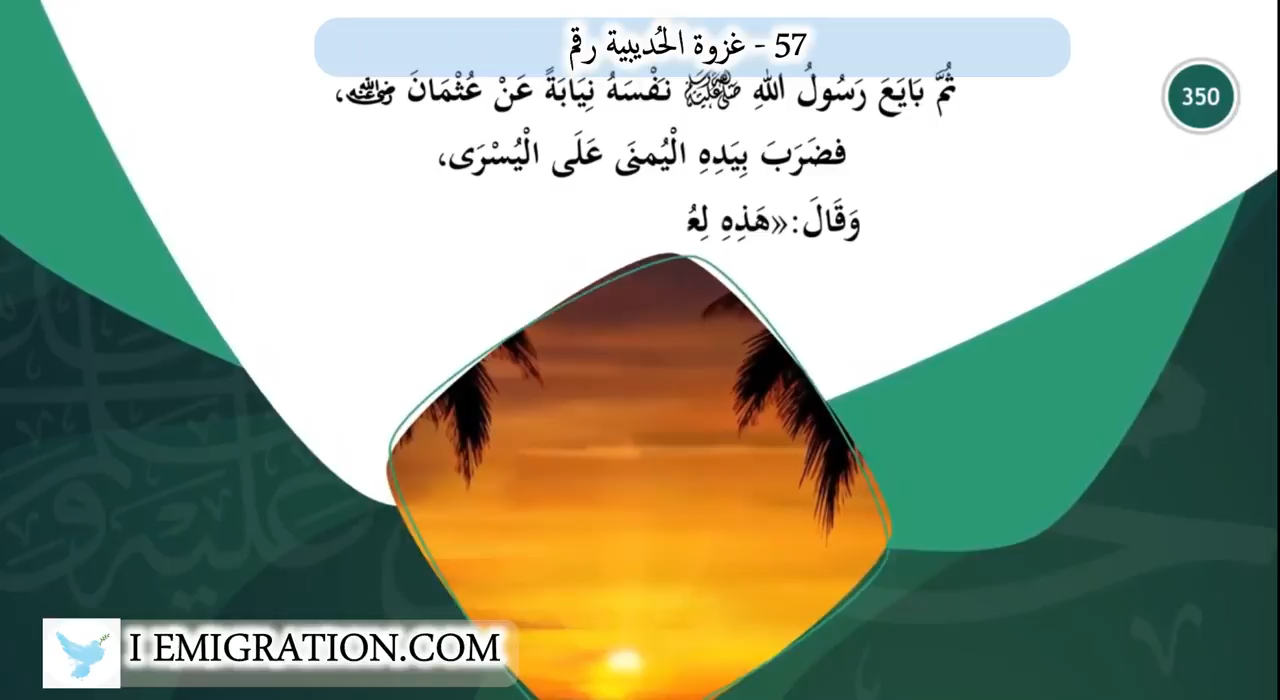 57 - غزوة الحُديبية رقم
ثُمَّ بَايَعَ رَسُولُ اللهِ ﷺ نَفْسَهُ نِيَابَةً عَنْ عُثْمَانَ رضي الله عنه،
فضَرَبَ بِيَدِهِ الْيُمنَى عَلَى الْيُسْرَى،
وَقَالَ: «هَذِهِ لِعُ
350
I EMIGRATION.COM